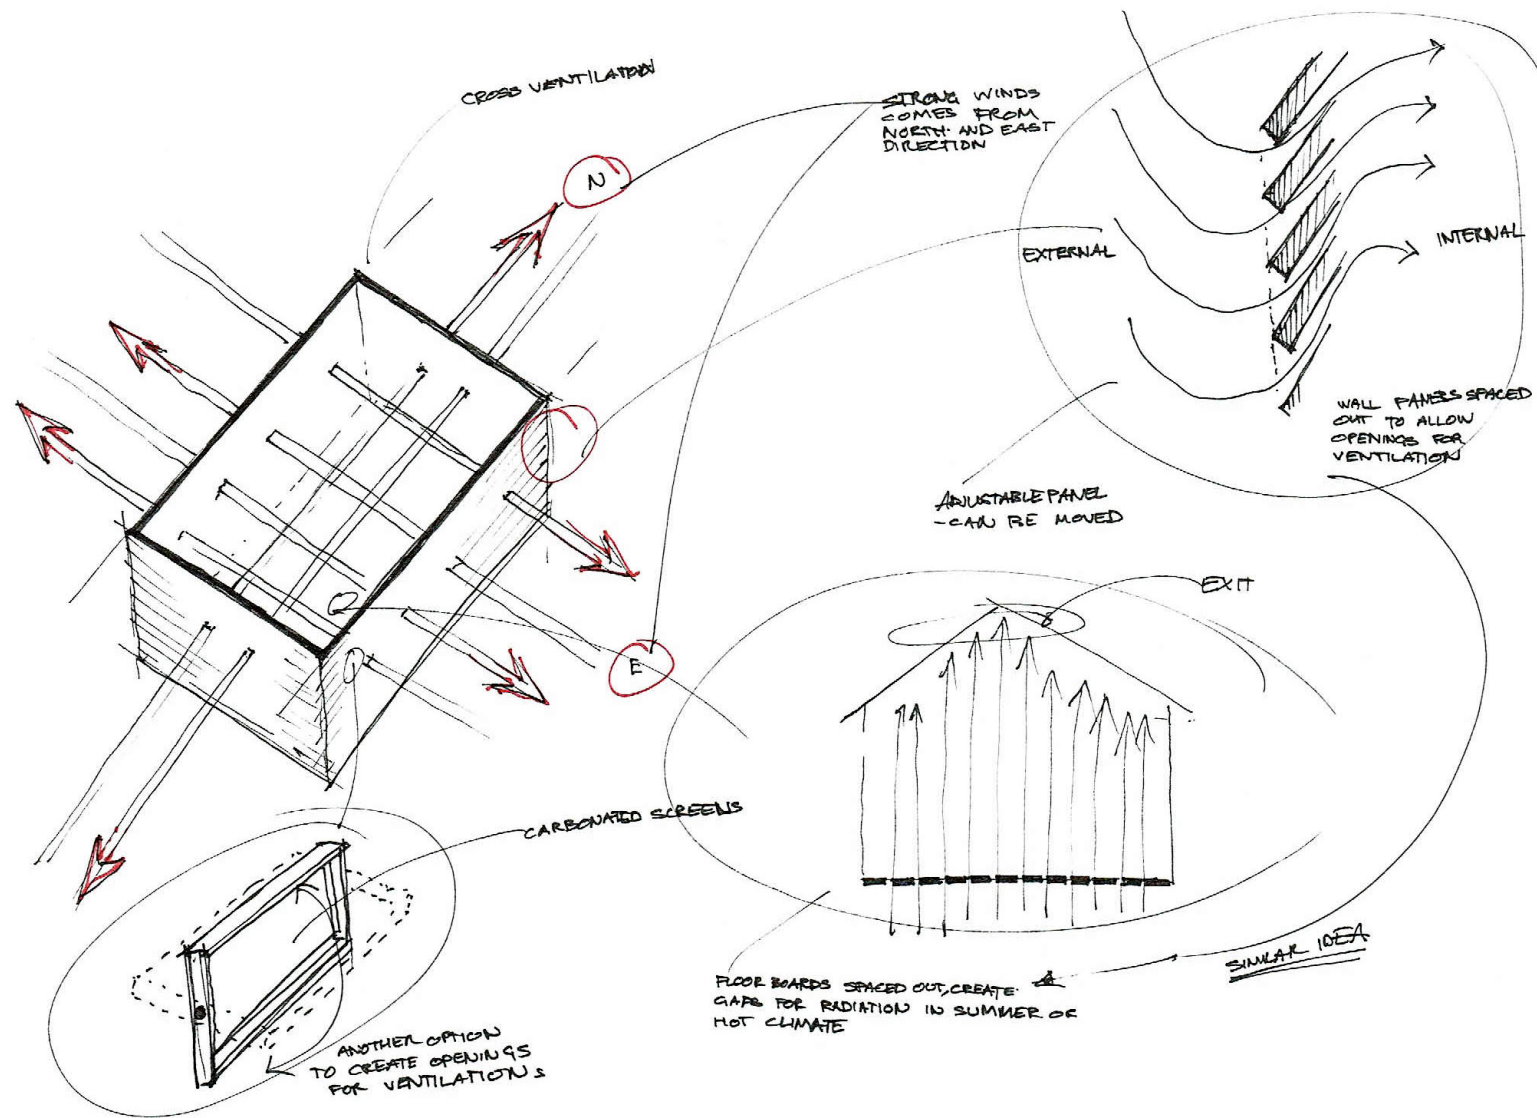 CROSS VENTILATION
STRONG WINDS
COMES FROM
NORTH AND EAST
DIRECTION
N
EXTERNAL
INTERNAL
WALL PANELS SPACED
OUT TO ALLOW
OPENINGS FOR
VENTILATION
ADJUSTABLE PANEL
- CAN BE MOVED
EXIT
E
CARBONATED SCREENS
ANOTHER OPTION
TO CREATE OPENINGS
FOR VENTILATIONS
FLOOR BOARDS SPACED OUT, CREATE
GAPS FOR RADIATION IN SUMMER OR
HOT CLIMATE
SIMILAR IDEA